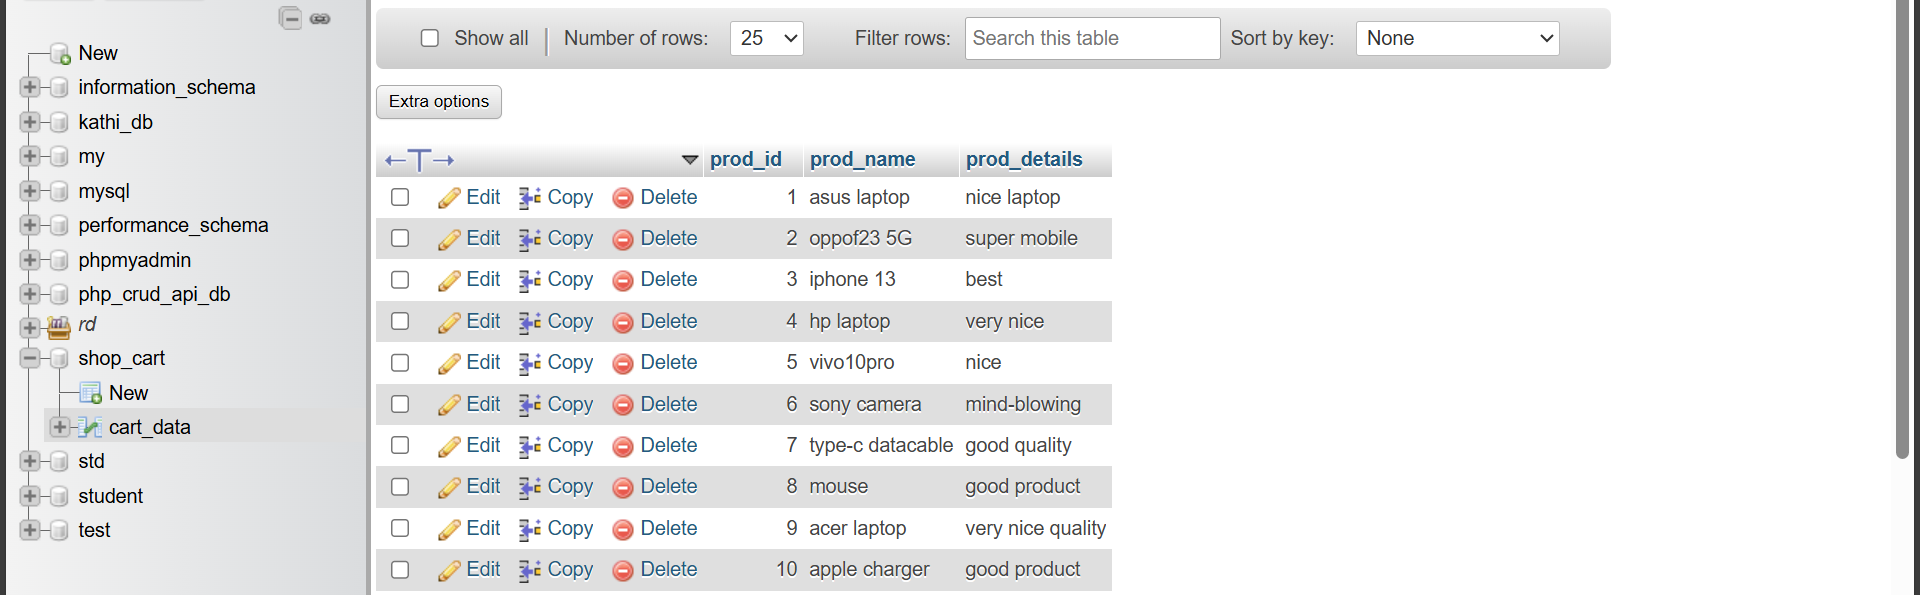 New
information_schema
kathi_db
my
mysql
performance_schema
phpmyadmin
php_crud_api_db
rd
shop_cart
New
cart_data
std
student
test
Show all Number of rows: 25 Filter rows: Search this table Sort by key: None
Extra options
prod_id prod_name prod_details
Edit Copy Delete 1 asus laptop nice laptop
Edit Copy Delete 2 oppof23 5G super mobile
Edit Copy Delete 3 iphone 13 best
Edit Copy Delete 4 hp laptop very nice
Edit Copy Delete 5 vivo10pro nice
Edit Copy Delete 6 sony camera mind-blowing
Edit Copy Delete 7 type-c datacable good quality
Edit Copy Delete 8 mouse good product
Edit Copy Delete 9 acer laptop very nice quality
Edit Copy Delete 10 apple charger good product